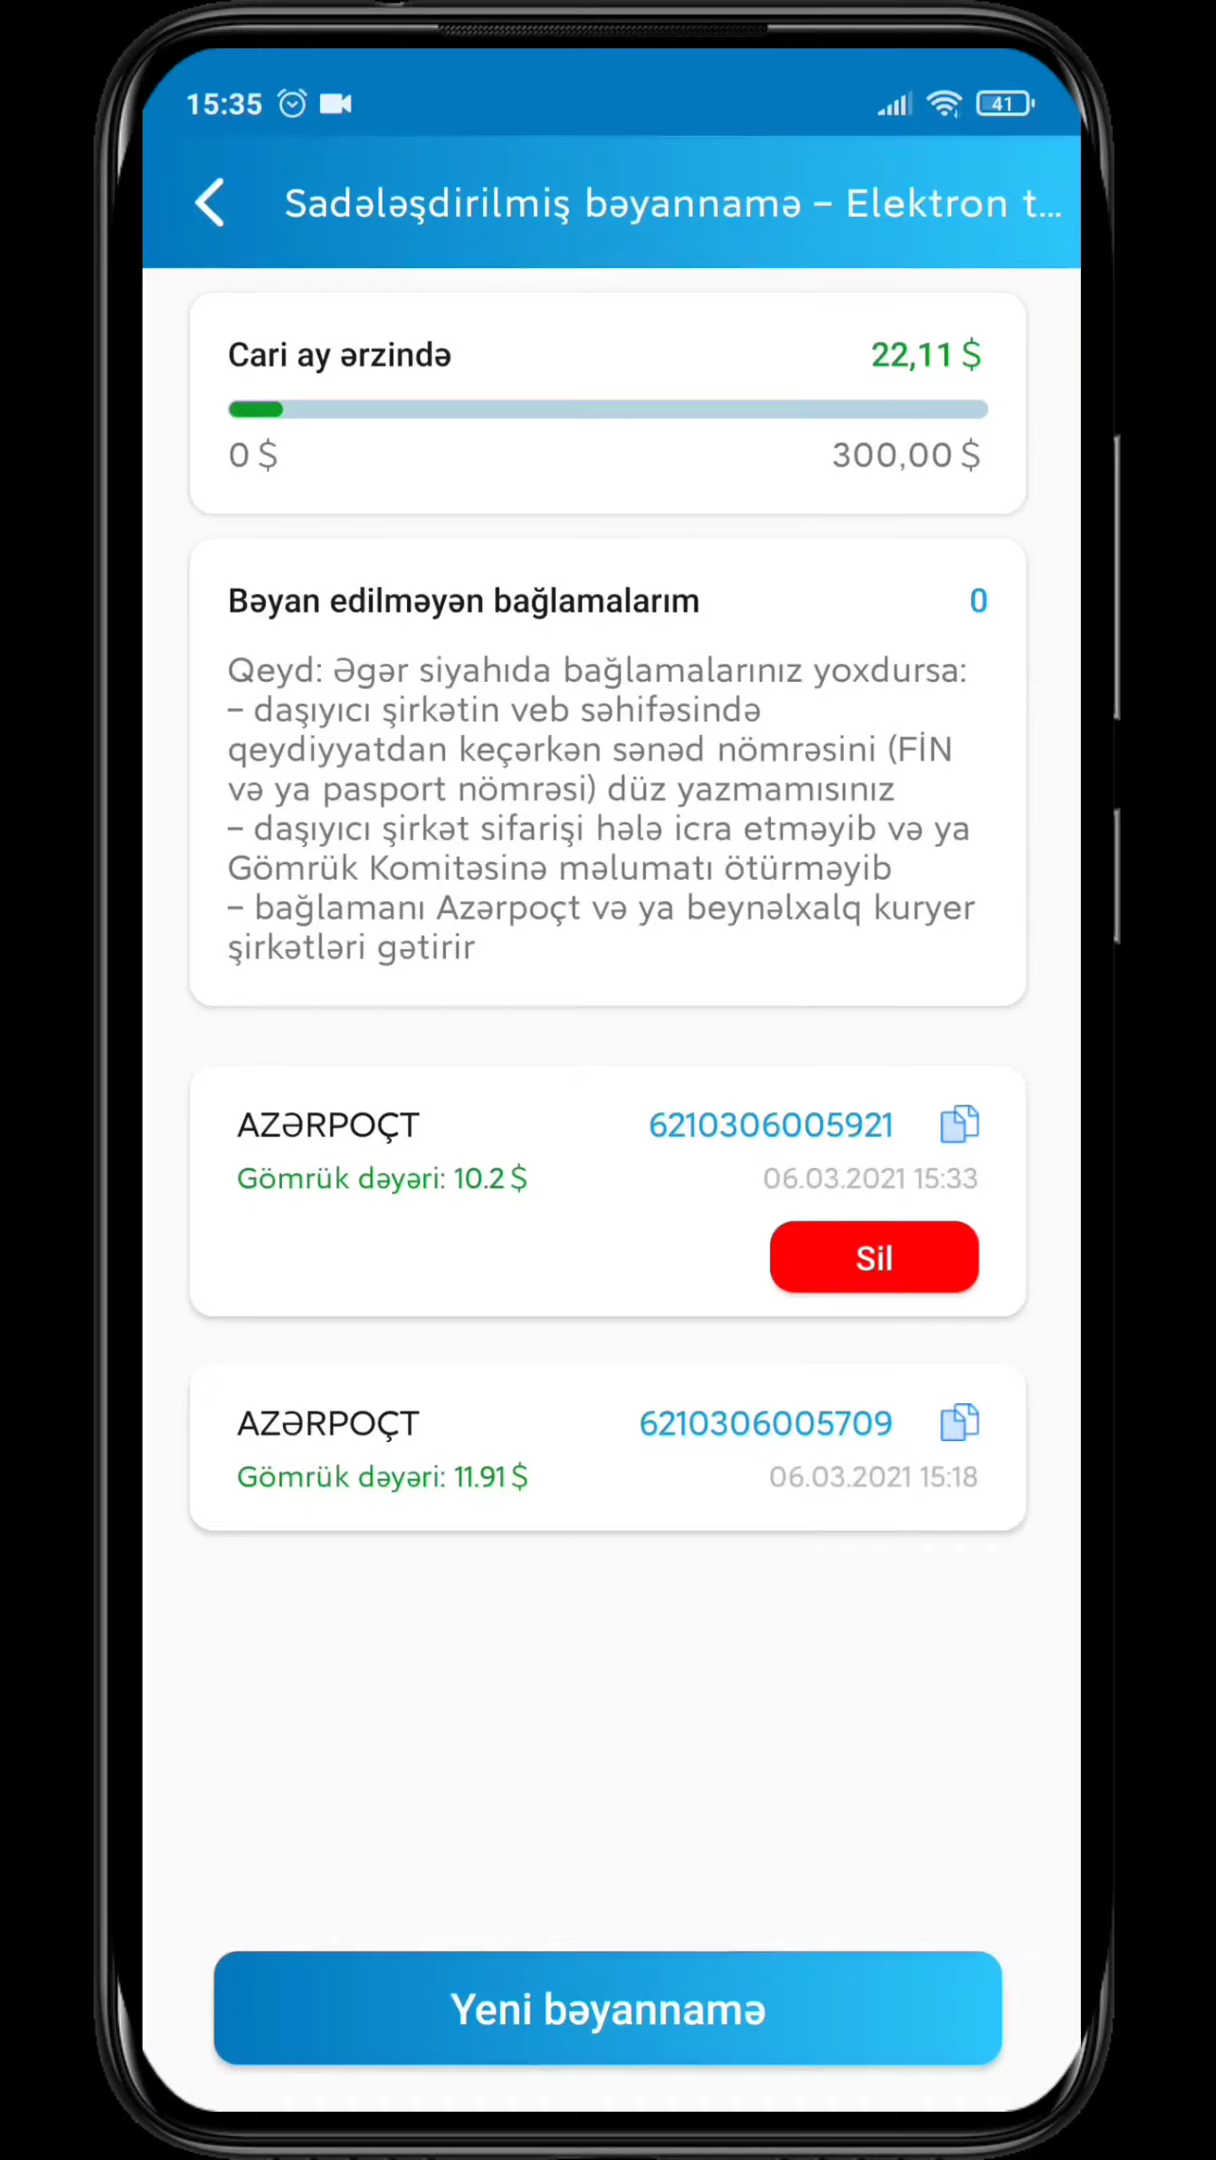 15:35
41
Sadələşdirilmiş bəyannamə – Elektron t...
Cari ay ərzində 22,11 $
0 $ 300,00 $
Bəyan edilməyən bağlamalarım 0
Qeyd: Əgər siyahıda bağlamalarınız yoxdursa:
– daşıyıcı şirkətin veb səhifəsində
qeydiyyatdan keçərkən sənəd nömrəsini (FİN
və ya pasport nömrəsi) düz yazmamısınız
– daşıyıcı şirkət sifarişi hələ icra etməyib və ya
Gömrük Komitəsinə məlumatı ötürməyib
– bağlamanı Azərpoçt və ya beynəlxalq kuryer
şirkətləri gətirir
AZƏRPOÇT 6210306005921
Gömrük dəyəri: 10.2 $ 06.03.2021 15:33
Sil
AZƏRPOÇT 6210306005709
Gömrük dəyəri: 11.91 $ 06.03.2021 15:18
Yeni bəyannamə